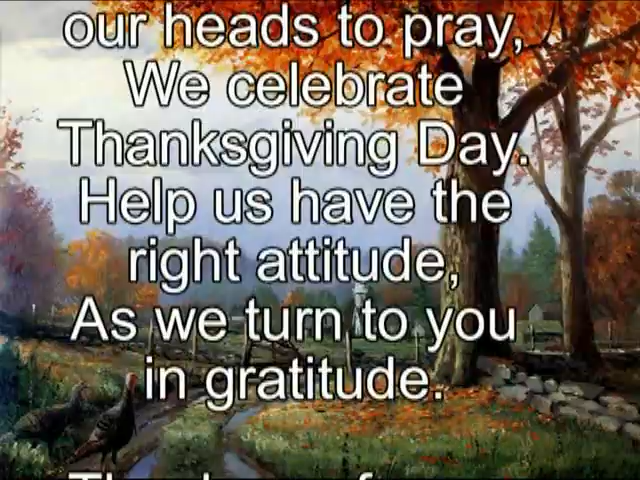 our heads to pray,
We celebrate
Thanksgiving Day.
Help us have the
right attitude,
As we turn to you
in gratitude.